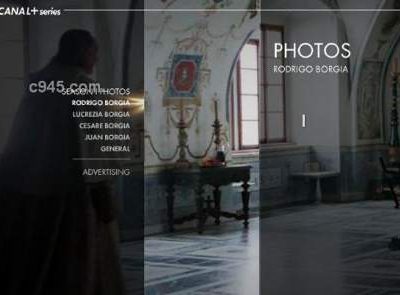 CANAL+ series
PHOTOS
RODRIGO BORGIA
c945.com
SEASON I PHOTOS
RODRIGO BORGIA
LUCREZIA BORGIA
CESARE BORGIA
JUAN BORGIA
GENERAL
ADVERTISING
I